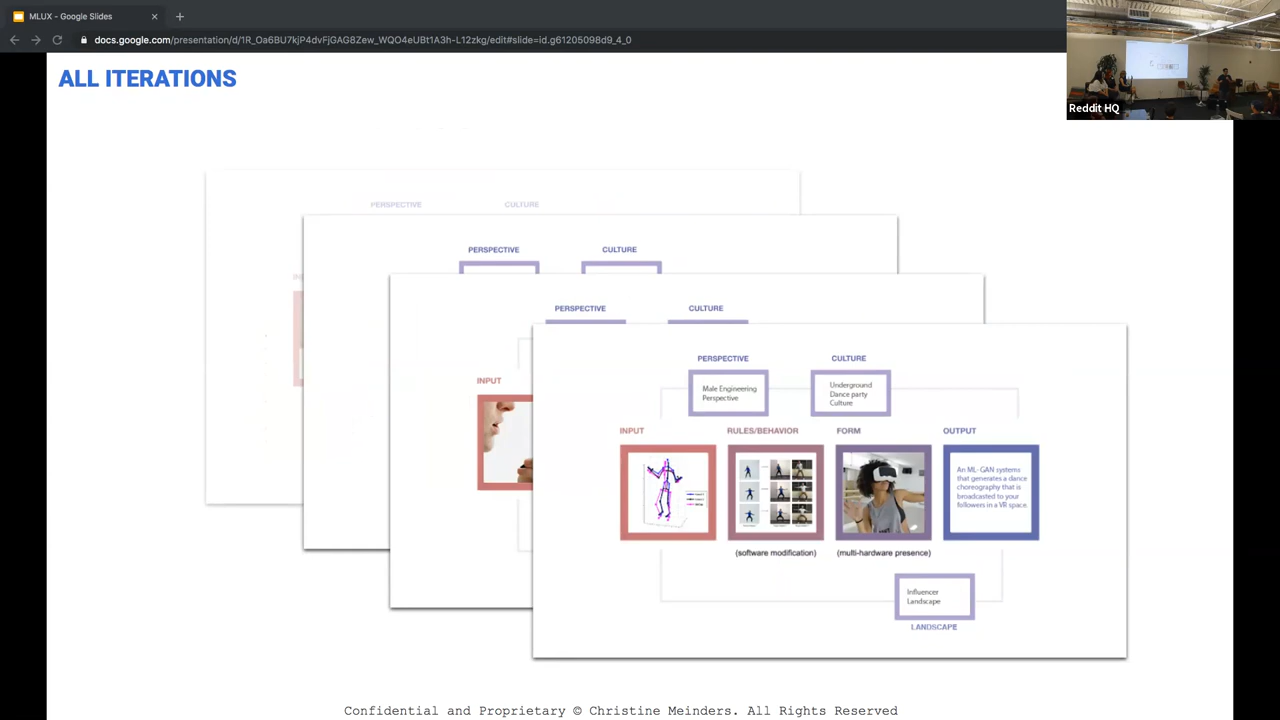 MLUX - Google Slides
docs.google.com/presentation/d/1R_Oa6BU7kjP4dvFjGAG8Zew_WQO4eUBt1A3h-L12zkg/edit#slide=id.g61205098d9_4_0
Reddit HQ
ALL ITERATIONS
PERSPECTIVE CULTURE
PERSPECTIVE CULTURE
PERSPECTIVE CULTURE
INPUT
PERSPECTIVE CULTURE
Male Engineering
Perspective
Underground
Dance party
Culture
INPUT RULES/BEHAVIOR FORM OUTPUT
An ML-GAN systems
that generates a dance
choreography that is
broadcasted to your
followers in a VR space.
(software modification) (multi-hardware presence)
Influencer
Landscape
LANDSCAPE
Confidential and Proprietary © Christine Meinders. All Rights Reserved